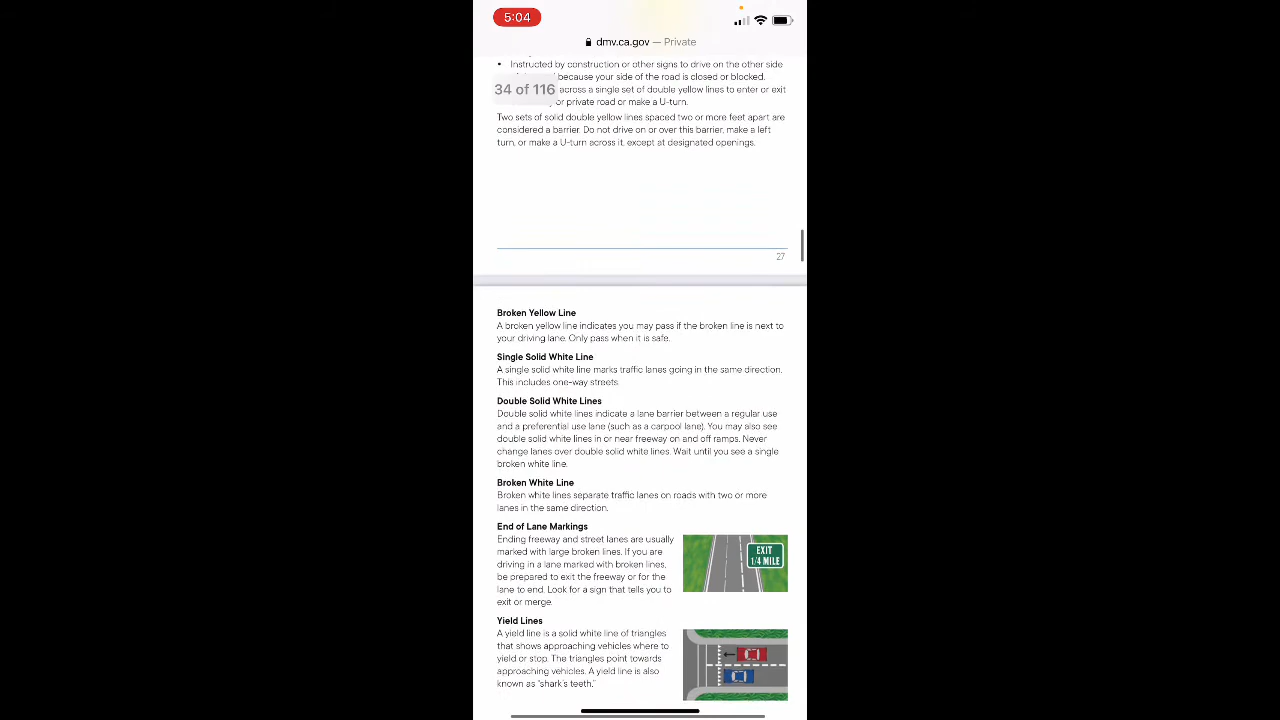 5:04
dmv.ca.gov — Private
• Instructed by construction or other signs to drive on the other side
because your side of the road is closed or blocked.
34 of 116
across a single set of double yellow lines to enter or exit
or private road or make a U-turn.
Two sets of solid double yellow lines spaced two or more feet apart are
considered a barrier. Do not drive on or over this barrier, make a left
turn, or make a U-turn across it, except at designated openings.
27
Broken Yellow Line
A broken yellow line indicates you may pass if the broken line is next to
your driving lane. Only pass when it is safe.
Single Solid White Line
A single solid white line marks traffic lanes going in the same direction.
This includes one-way streets.
Double Solid White Lines
Double solid white lines indicate a lane barrier between a regular use
and a preferential use lane (such as a carpool lane). You may also see
double solid white lines in or near freeway on and off ramps. Never
change lanes over double solid white lines. Wait until you see a single
broken white line.
Broken White Line
Broken white lines separate traffic lanes on roads with two or more
lanes in the same direction.
End of Lane Markings
Ending freeway and street lanes are usually
marked with large broken lines. If you are
driving in a lane marked with broken lines,
be prepared to exit the freeway or for the
lane to end. Look for a sign that tells you to
exit or merge.
EXIT
1/4 MILE
Yield Lines
A yield line is a solid white line of triangles
that shows approaching vehicles where to
yield or stop. The triangles point towards
approaching vehicles. A yield line is also
known as "shark's teeth."